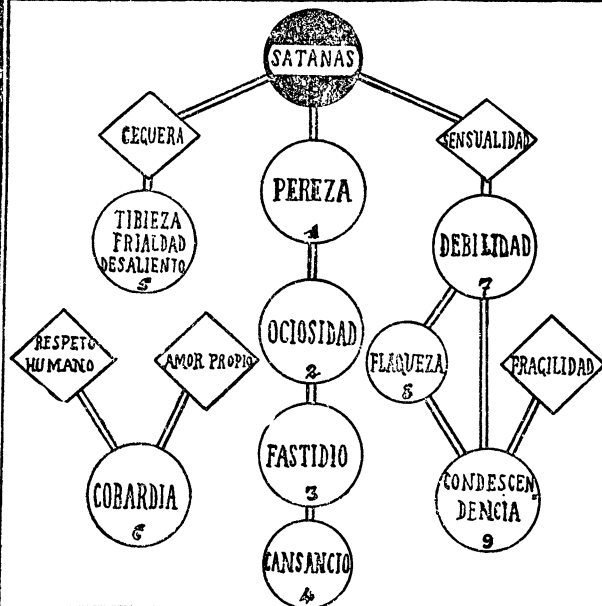 SATANAS
CEGUERA
SENSUALIDAD
PEREZA
1
TIBIEZA
FRIALDAD
DESALIENTO
5
DEBILIDAD
7
OCIOSIDAD
2
RESPETO
HUMANO
AMOR PROPIO
FLAQUEZA
8
FRAGILIDAD
FASTIDIO
3
COBARDIA
6
CONDESCEN
DENCIA
9
CANSANCIO
4